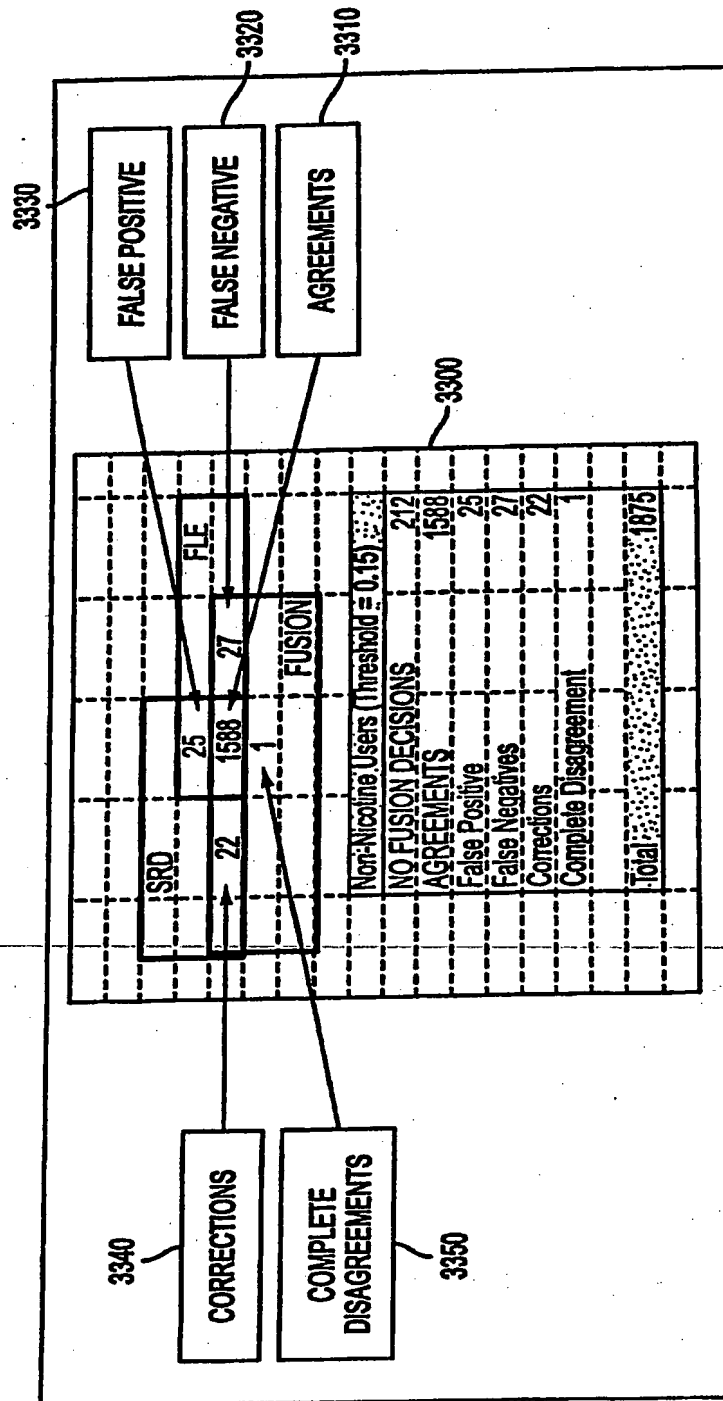 3330
FALSE POSITIVE
3320
FALSE NEGATIVE
3310
AGREEMENTS
3340
CORRECTIONS
COMPLETE
DISAGREEMENTS
3350
3300
SRD
25 FLE
22 1588 27
1
FUSION
Non-Nicotine Users (Threshold = 0.15)
NO FUSION DECISIONS 212
AGREEMENTS 1588
False Positive 25
False Negatives 27
Corrections 22
Complete Disagreement 1
Total 1875